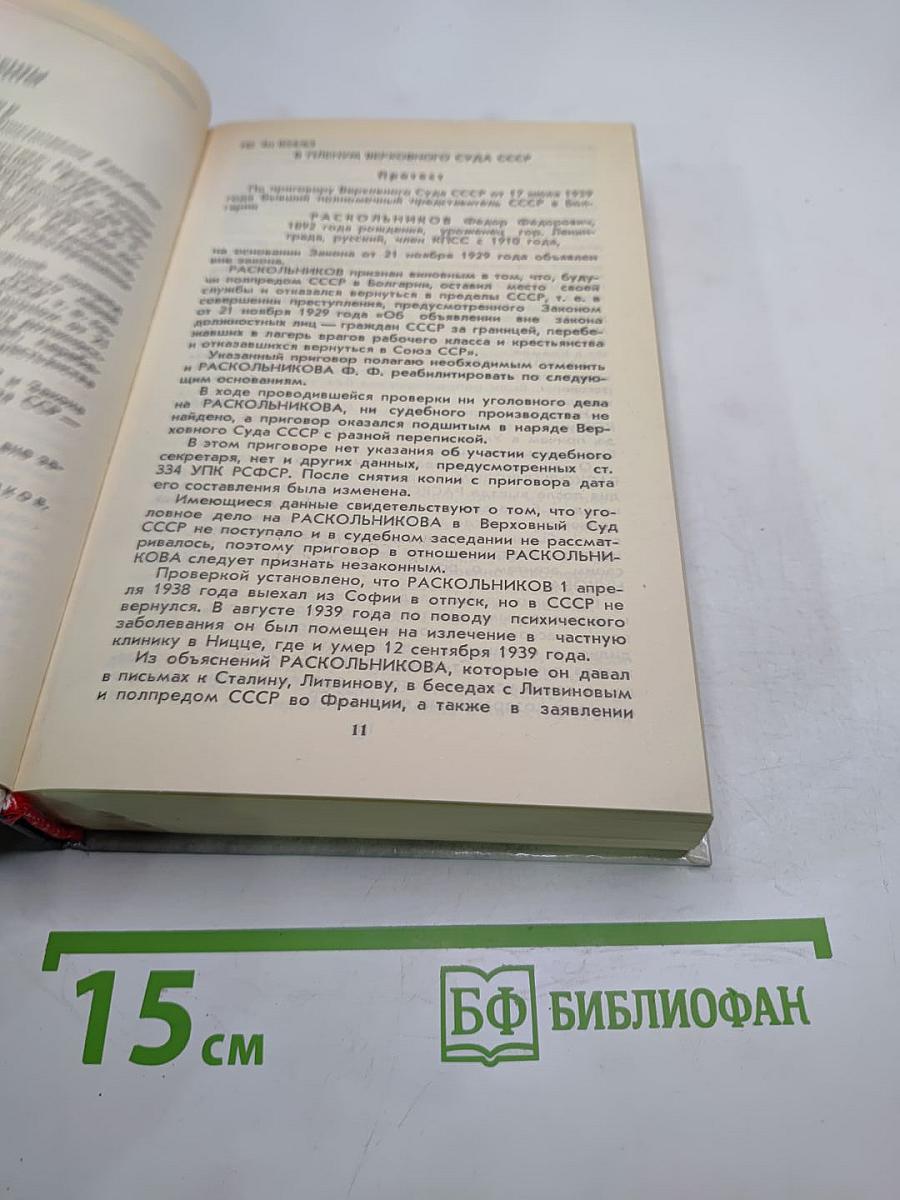 В ПЛЕНУМ ВЕРХОВНОГО СУДА СССР
Протест
По приговору Верховного Суда СССР от 17 июля 1939
года бывший полномочный представитель СССР в Бол-
гарии
РАСКОЛЬНИКОВ Федор Федорович,
1892 года рождения, уроженец гор. Ленин-
града, русский, член КПСС с 1910 года,
на основании Закона от 21 ноября 1929 года объявлен
вне закона.
РАСКОЛЬНИКОВ признан виновным в том, что, буду-
чи полпредом СССР в Болгарии, оставил место своей
службы и отказался вернуться в пределы СССР, т. е. в
совершении преступления, предусмотренного Законом
от 21 ноября 1929 года «Об объявлении вне закона
должностных лиц — граждан СССР за границей, перебе-
жавших в лагерь врагов рабочего класса и крестьянства
и отказавшихся вернуться в Союз ССР».
Указанный приговор полагаю необходимым отменить
и РАСКОЛЬНИКОВА Ф. Ф. реабилитировать по следую-
щим основаниям.
В ходе проводившейся проверки ни уголовного дела
на РАСКОЛЬНИКОВА, ни судебного производства не
найдено, а приговор оказался подшитым в наряде Вер-
ховного Суда СССР с разной перепиской.
В этом приговоре нет указания об участии судебного
секретаря, нет и других данных, предусмотренных ст.
334 УПК РСФСР. После снятия копии с приговора дата
его составления была изменена.
Имеющиеся данные свидетельствуют о том, что уго-
ловное дело на РАСКОЛЬНИКОВА в Верховный Суд
СССР не поступало и в судебном заседании не рассмат-
ривалось, поэтому приговор в отношении РАСКОЛЬНИ-
КОВА следует признать незаконным.
Проверкой установлено, что РАСКОЛЬНИКОВ 1 апре-
ля 1938 года выехал из Софии в отпуск, но в СССР не
вернулся. В августе 1939 года по поводу психического
заболевания он был помещен на излечение в частную
клинику в Ницце, где и умер 12 сентября 1939 года.
Из объяснений РАСКОЛЬНИКОВА, которые он давал
в письмах к Сталину, Литвинову, в беседах с Литвиновым
и полпредом СССР во Франции, а также в заявлении
11
15 см
БФ БИБЛИОФАН